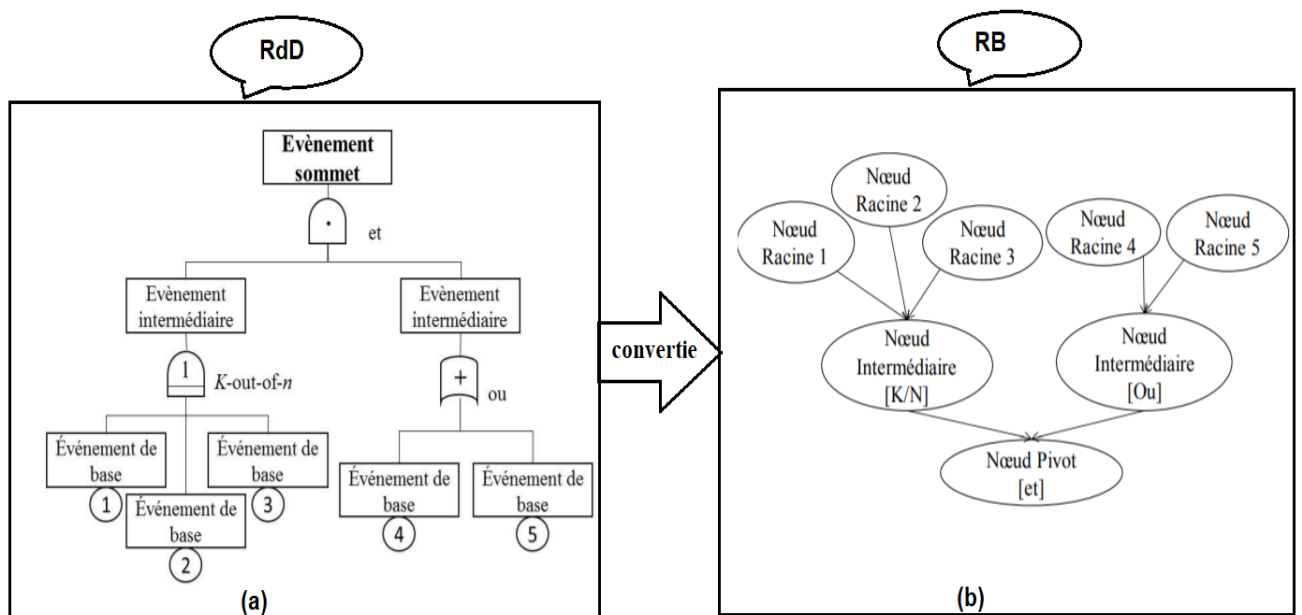 RdD
RB
Evènement
sommet
et
Evènement
intermédiaire
Evènement
intermédiaire
1
K-out-of-n
+
ou
Événement de
base
1
Événement de
base
2
Événement de
base
3
Événement de
base
4
Événement de
base
5
(a)
convertie
Nœud
Racine 1
Nœud
Racine 2
Nœud
Racine 3
Nœud
Racine 4
Nœud
Racine 5
Nœud
Intermédiaire
[K/N]
Nœud
Intermédiaire
[Ou]
Nœud Pivot
[et]
(b)